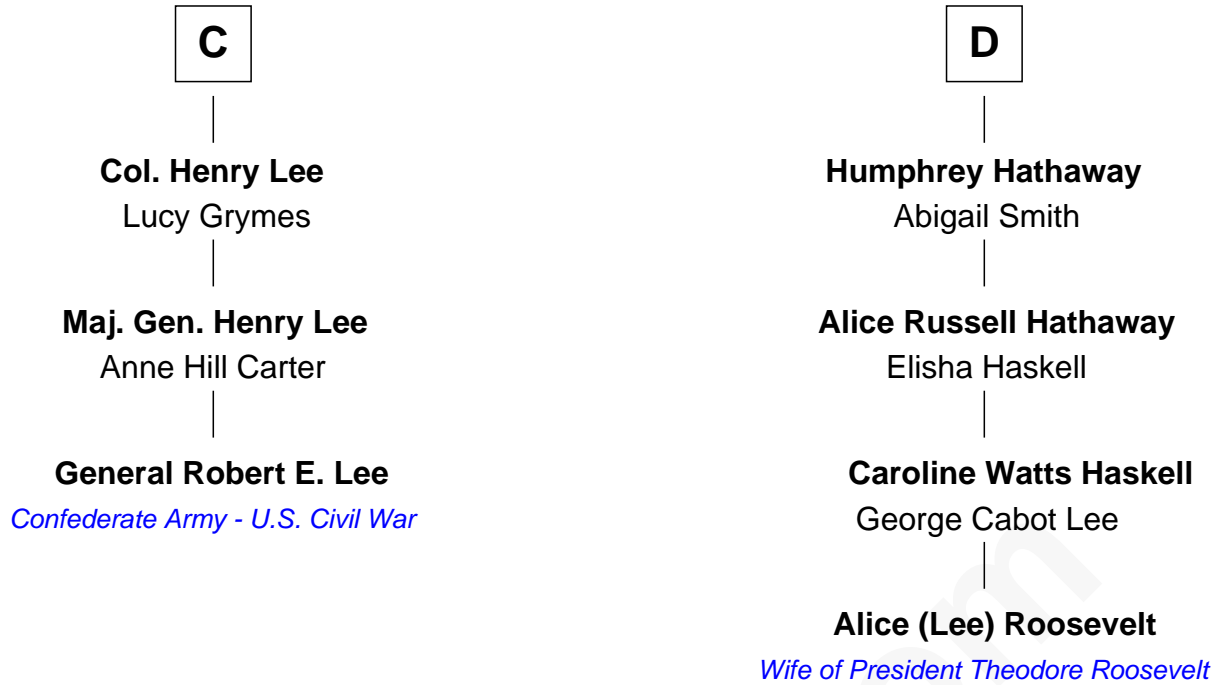 C
Col. Henry Lee
Lucy Grymes
Maj. Gen. Henry Lee
Anne Hill Carter
General Robert E. Lee
Confederate Army - U.S. Civil War
D
Humphrey Hathaway
Abigail Smith
Alice Russell Hathaway
Elisha Haskell
Caroline Watts Haskell
George Cabot Lee
Alice (Lee) Roosevelt
Wife of President Theodore Roosevelt